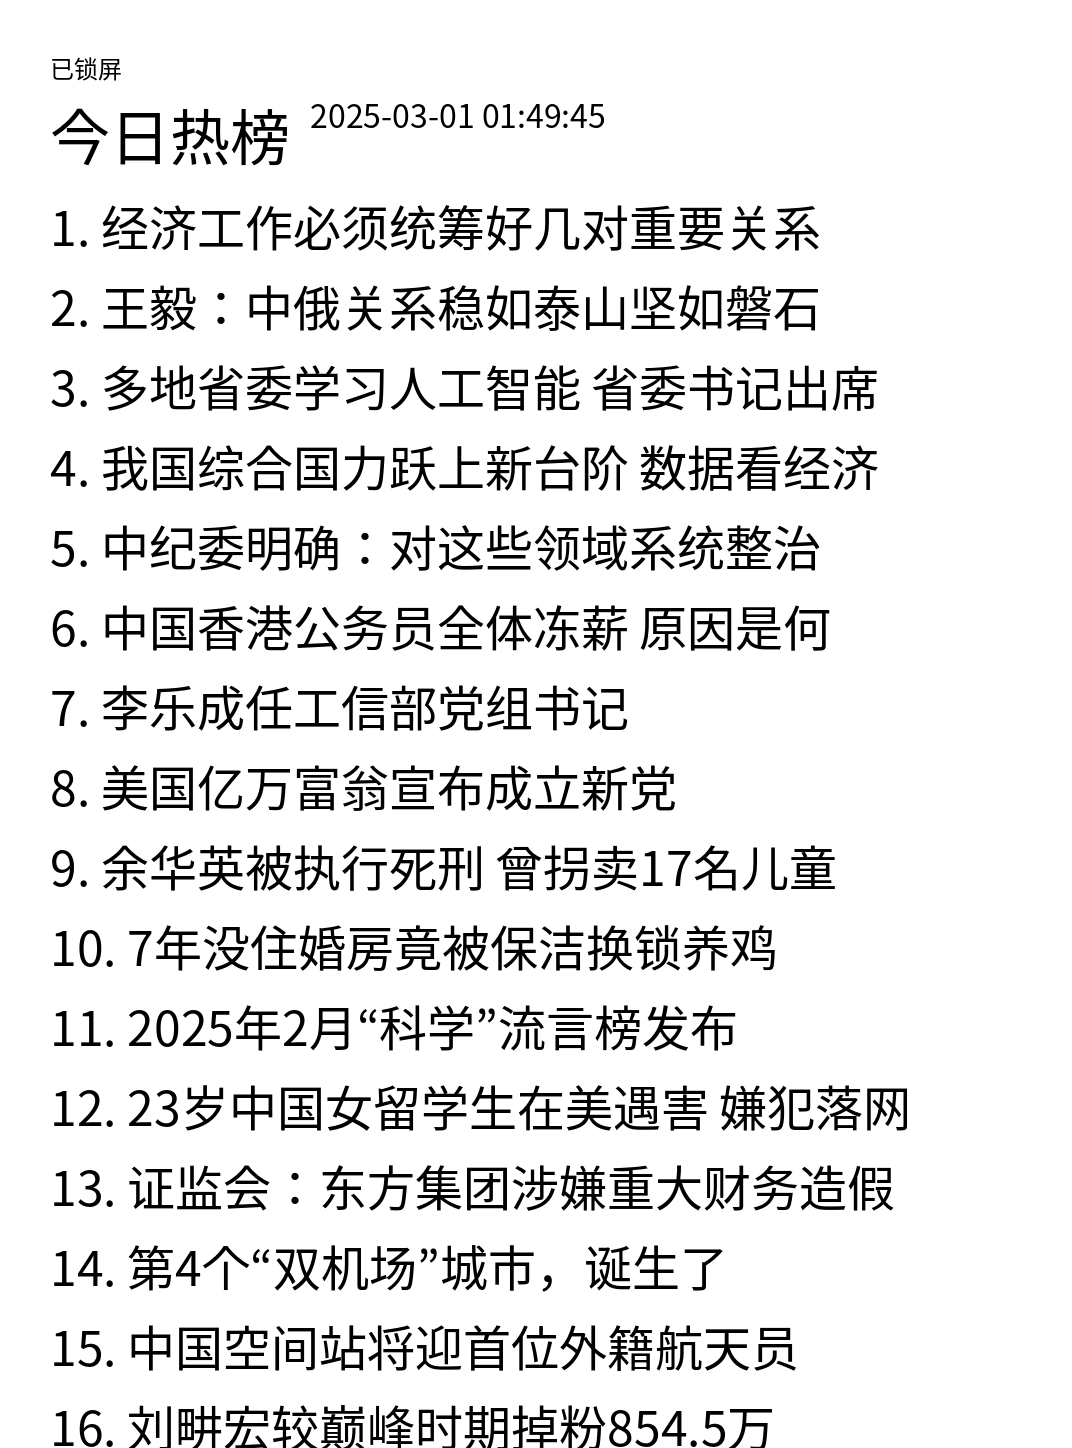 已锁屏
今日热榜 2025-03-01 01:49:45
1. 经济工作必须统筹好几对重要关系
2. 王毅：中俄关系稳如泰山坚如磐石
3. 多地省委学习人工智能 省委书记出席
4. 我国综合国力跃上新台阶 数据看经济
5. 中纪委明确：对这些领域系统整治
6. 中国香港公务员全体冻薪 原因是何
7. 李乐成任工信部党组书记
8. 美国亿万富翁宣布成立新党
9. 余华英被执行死刑 曾拐卖17名儿童
10. 7年没住婚房竟被保洁换锁养鸡
11. 2025年2月“科学”流言榜发布
12. 23岁中国女留学生在美遇害 嫌犯落网
13. 证监会：东方集团涉嫌重大财务造假
14. 第4个“双机场”城市，诞生了
15. 中国空间站将迎首位外籍航天员
16. 刘畊宏较巅峰时期掉粉854.5万